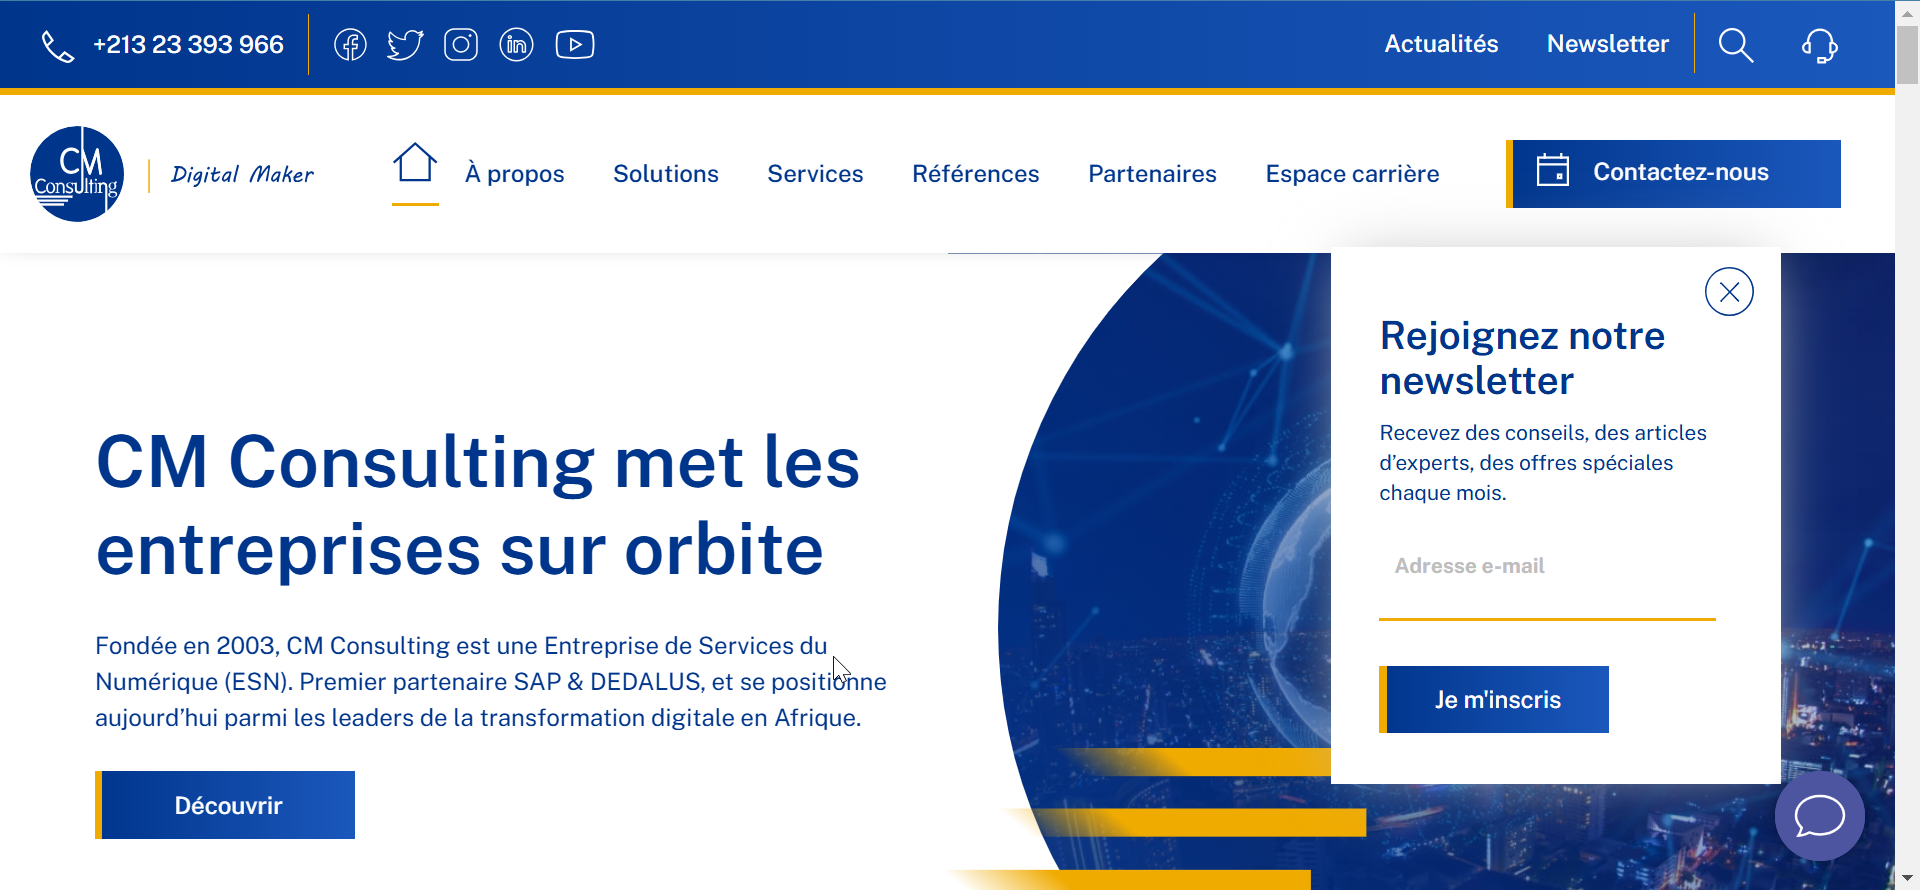 +213 23 393 966
Actualités
Newsletter
CM
Consulting
Digital Maker
À propos
Solutions
Services
Références
Partenaires
Espace carrière
Contactez-nous
CM Consulting met les
entreprises sur orbite
Fondée en 2003, CM Consulting est une Entreprise de Services du
Numérique (ESN). Premier partenaire SAP & DEDALUS, et se positionne
aujourd’hui parmi les leaders de la transformation digitale en Afrique.
Découvrir
Rejoignez notre
newsletter
Recevez des conseils, des articles
d’experts, des offres spéciales
chaque mois.
Adresse e-mail
Je m'inscris